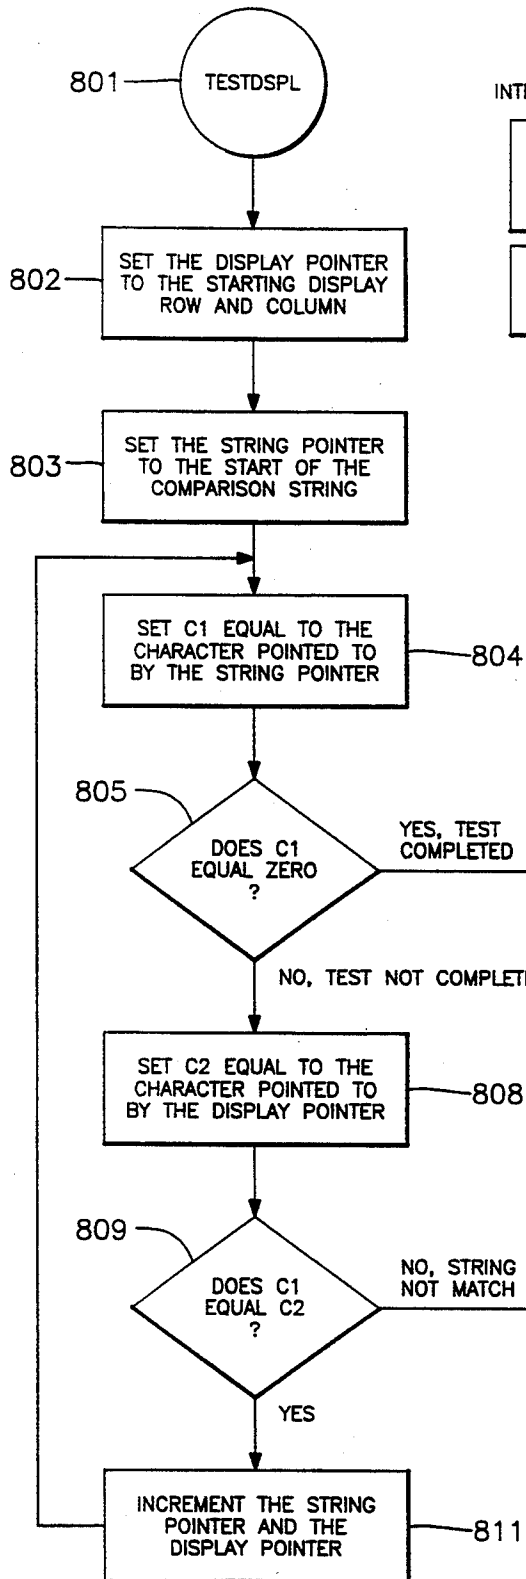 801
TESTDSPL
INTE
802
SET THE DISPLAY POINTER
TO THE STARTING DISPLAY
ROW AND COLUMN
803
SET THE STRING POINTER
TO THE START OF THE
COMPARISON STRING
SET C1 EQUAL TO THE
CHARACTER POINTED TO
BY THE STRING POINTER
804
805
DOES C1
EQUAL ZERO
?
YES, TEST
COMPLETED
NO, TEST NOT COMPLETE
SET C2 EQUAL TO THE
CHARACTER POINTED TO
BY THE DISPLAY POINTER
808
809
DOES C1
EQUAL C2
?
NO, STRING
NOT MATCH
YES
INCREMENT THE STRING
POINTER AND THE
DISPLAY POINTER
811